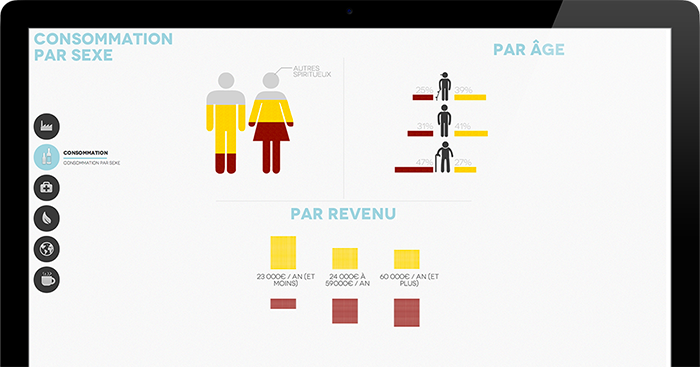 CONSOMMATION
PAR SEXE
AUTRES
SPIRITUEUX
PAR ÂGE
25% 39%
31% 41%
47% 27%
CONSOMMATION
CONSOMMATION PAR SEXE
PAR REVENU
23 000€ / AN (ET
MOINS)
24 000€ À
59000€ / AN
60 000€ / AN (ET
PLUS)